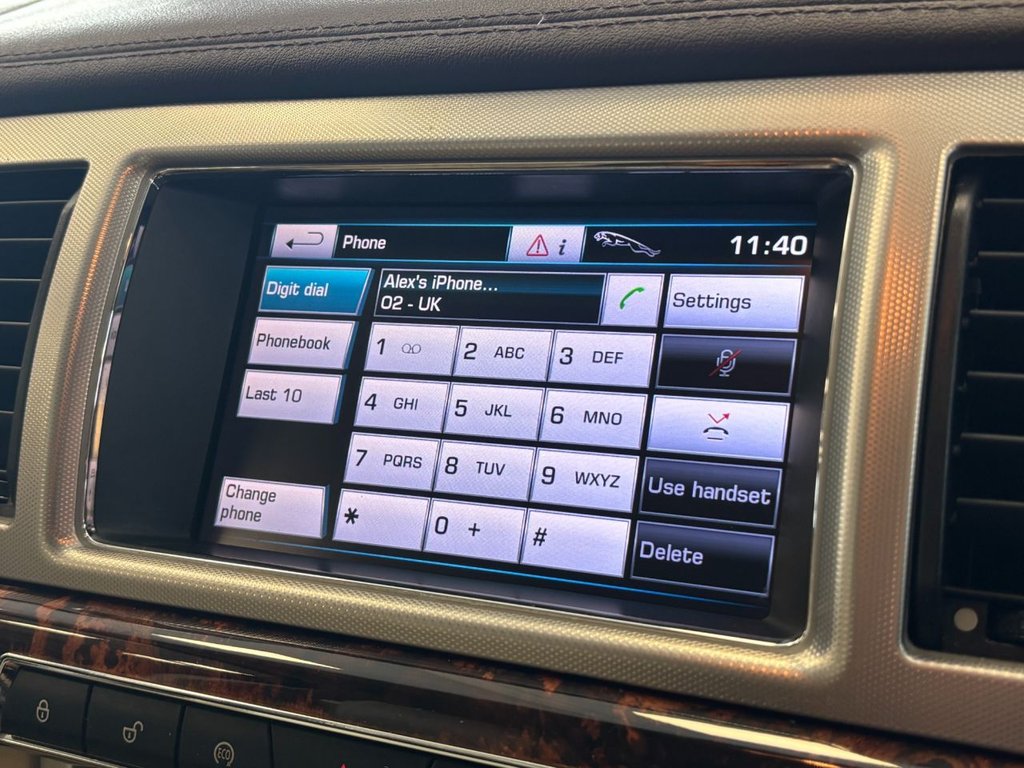 Phone
i
11:40
Digit dial
Alex's iPhone...
O2 - UK
Settings
Phonebook
1
2 ABC
3 DEF
Last 10
4 GHI
5 JKL
6 MNO
7 PQRS
8 TUV
9 WXYZ
Use handset
Change
phone
*
0 +
#
Delete
ECO